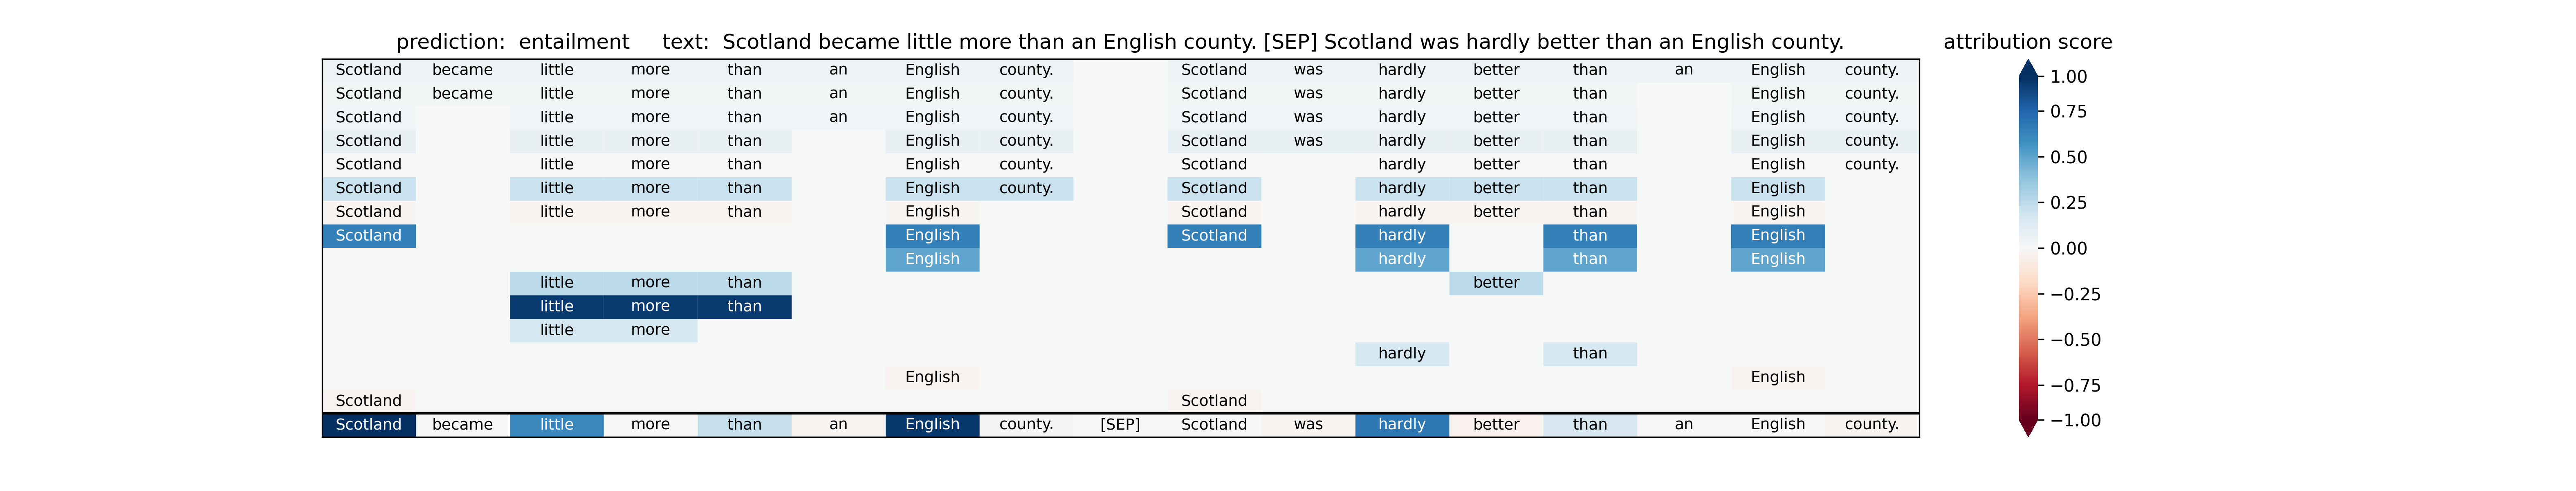 prediction: entailment text: Scotland became little more than an English county. [SEP] Scotland was hardly better than an English county.
attribution score
Scotland became little more than an English county. Scotland was hardly better than an English county.
Scotland became little more than an English county. Scotland was hardly better than English county.
Scotland little more than an English county. Scotland was hardly better than English county.
Scotland little more than English county. Scotland was hardly better than English county.
Scotland little more than English county. Scotland hardly better than English county.
Scotland little more than English county. Scotland hardly better than English
Scotland little more than English Scotland hardly better than English
Scotland English Scotland hardly than English
English hardly than English
little more than better
little more than
little more
hardly than
English English
Scotland Scotland
Scotland became little more than an English county. [SEP] Scotland was hardly better than an English county.
1.00
0.75
0.50
0.25
0.00
−0.25
−0.50
−0.75
−1.00